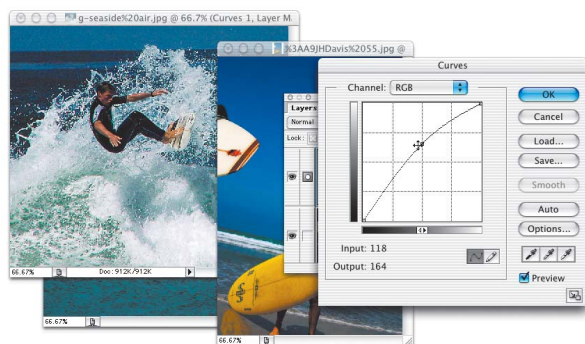 g-seaside%20air.jpg @ 66.7% (Curves 1, Layer M
%3AA9JHDavis%2055.jpg @
Curves
Channel: RGB
OK
Cancel
Load...
Save...
Smooth
Auto
Options...
Preview
Input: 118
Output: 164
Layers
Normal
Lock:
66.67%
Doc: 912K/912K
66.67%
66.67%